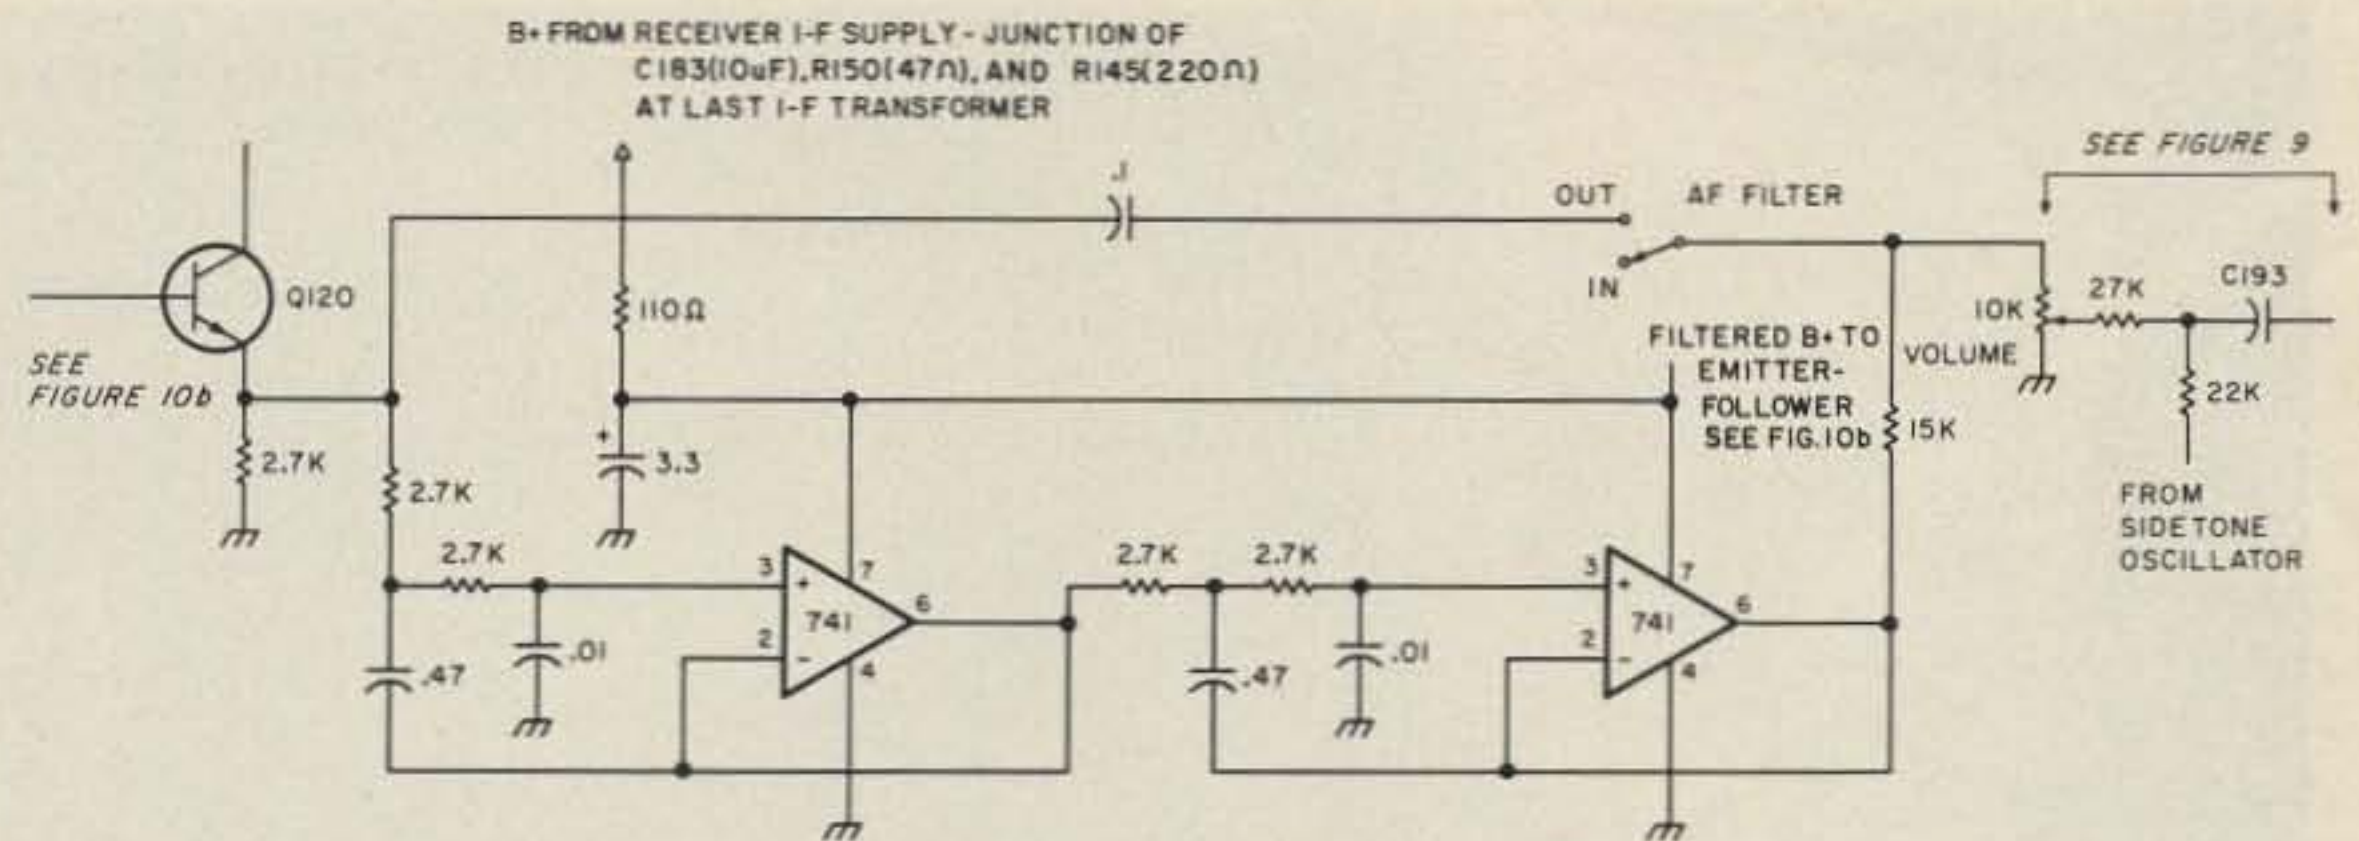 B+ FROM RECEIVER I-F SUPPLY - JUNCTION OF
C183(10uF), R150(47Ω), AND R145(220Ω)
AT LAST I-F TRANSFORMER
SEE FIGURE 9
.1
OUT
AF FILTER
IN
Q120
110Ω
10K
27K
C193
SEE
FIGURE 10b
FILTERED B+ TO
EMITTER-
FOLLOWER
SEE FIG.10b
VOLUME
22K
15K
2.7K
2.7K
+
3.3
FROM
SIDETONE
OSCILLATOR
2.7K
3
+
7
741
6
2
-
4
.47
.01
2.7K
2.7K
3
+
7
741
6
2
-
4
.47
.01